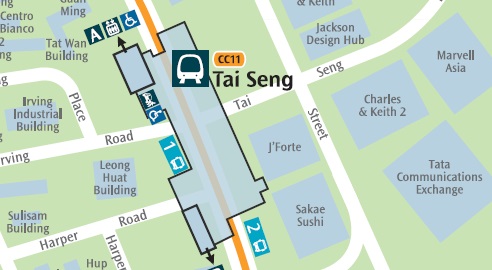 ng
Centro
Bianco
2
Guan
Ming
Tat Wan
Building
A
& Keith
Jackson
Design Hub
Marvell
Asia
CC11
Tai Seng
Tai
Seng
Street
Irving
Industrial
Building
Place
Charles
& Keith 2
Irving
Road
1
J'Forte
Leong
Huat
Building
Tata
Communications
Exchange
Sulisam
Building
Harper
Road
Sakae
Sushi
2
Harper
Hup